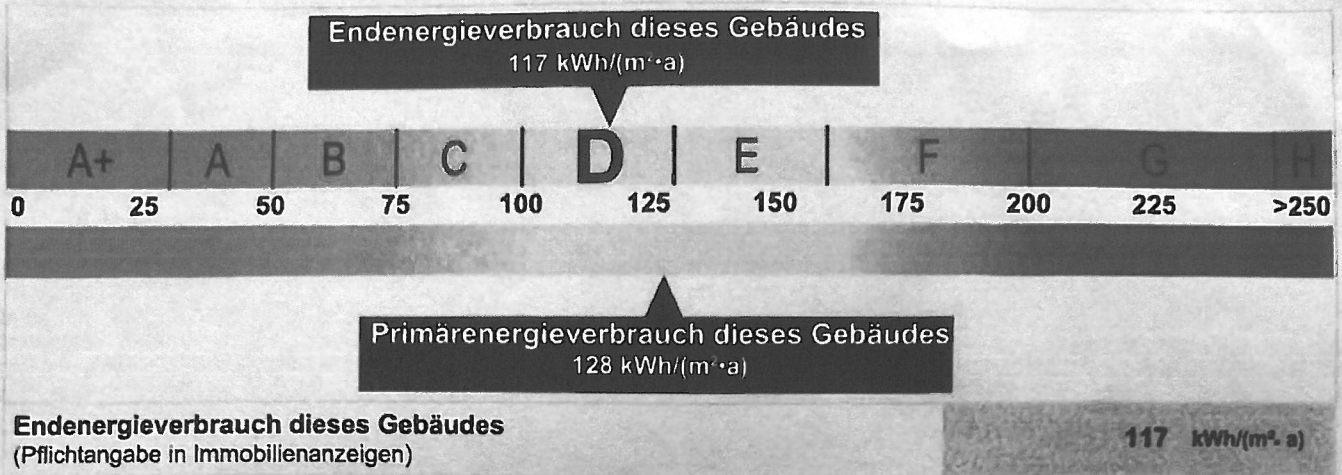 Endenergieverbrauch dieses Gebäudes
117 kWh/(m²·a)
A+ A B C D E F G H
0 25 50 75 100 125 150 175 200 225 >250
Primärenergieverbrauch dieses Gebäudes
128 kWh/(m²·a)
Endenergieverbrauch dieses Gebäudes
(Pflichtangabe in Immobilienanzeigen)
117 kWh/(m²· a)